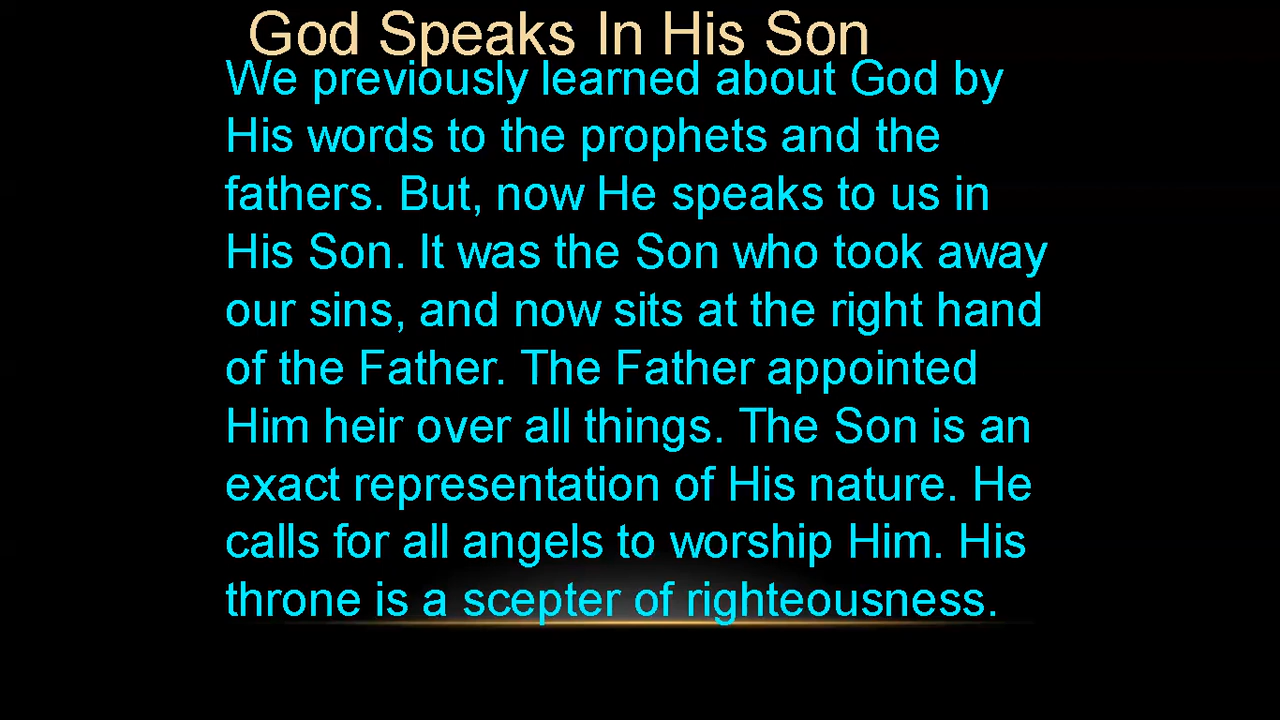 God Speaks In His Son
We previously learned about God by
His words to the prophets and the
fathers. But, now He speaks to us in
His Son. It was the Son who took away
our sins, and now sits at the right hand
of the Father. The Father appointed
Him heir over all things. The Son is an
exact representation of His nature. He
calls for all angels to worship Him. His
throne is a scepter of righteousness.